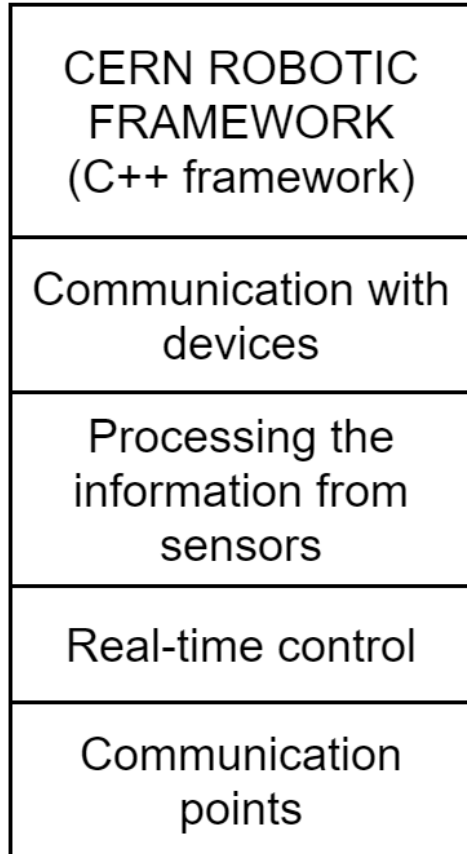 CERN ROBOTIC
FRAMEWORK
(C++ framework)
Communication with
devices
Processing the
information from
sensors
Real-time control
Communication
points